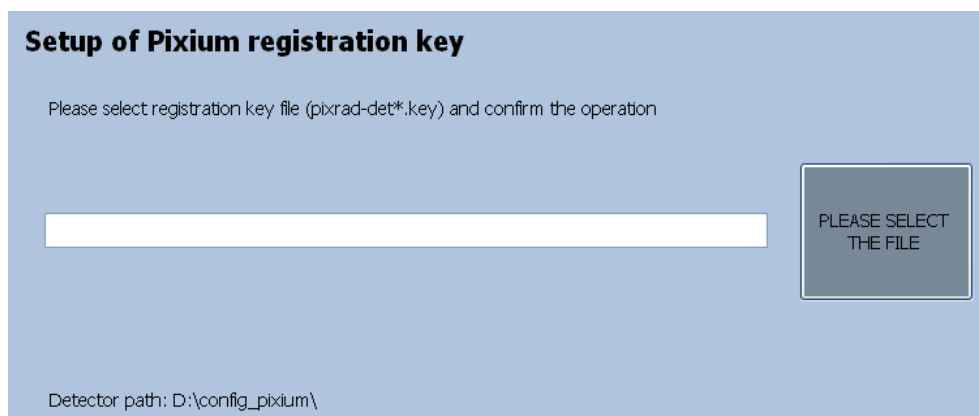 Setup of Pixium registration key
Please select registration key file (pixrad-det*.key) and confirm the operation
PLEASE SELECT
THE FILE
Detector path: D:\config_pixium\